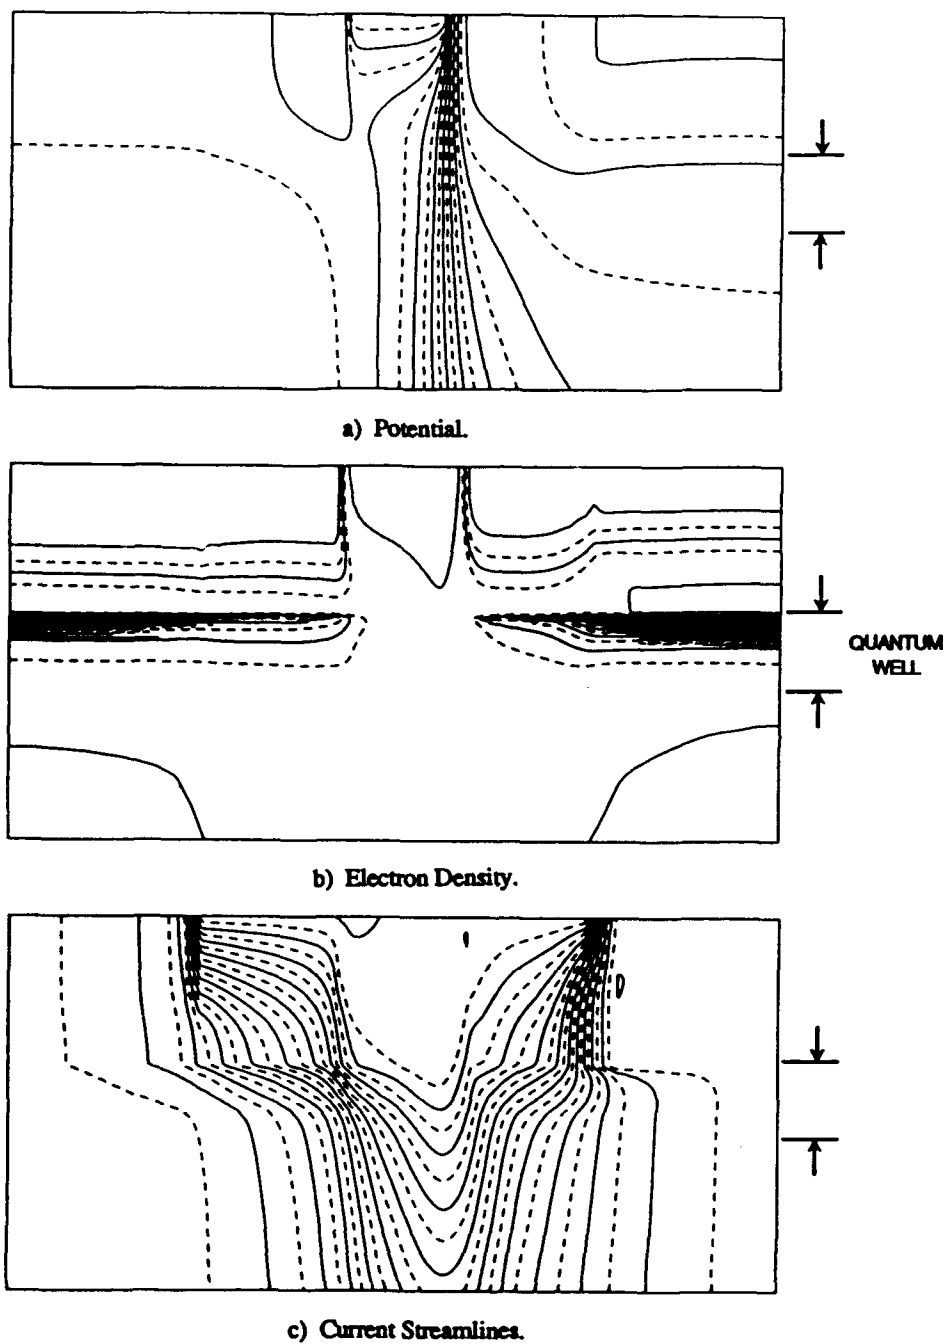 a) Potential.
b) Electron Density.
QUANTUM
WELL
c) Current Streamlines.